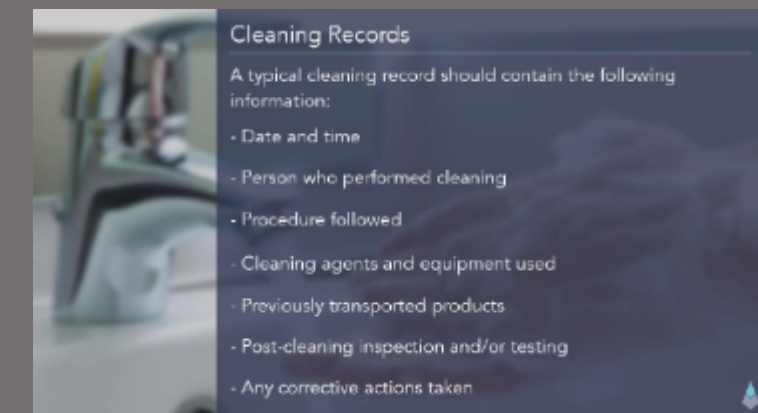 Cleaning Records
A typical cleaning record should contain the following
information:
- Date and time
- Person who performed cleaning
- Procedure followed
- Cleaning agents and equipment used
- Previously transported products
- Post-cleaning inspection and/or testing
- Any corrective actions taken